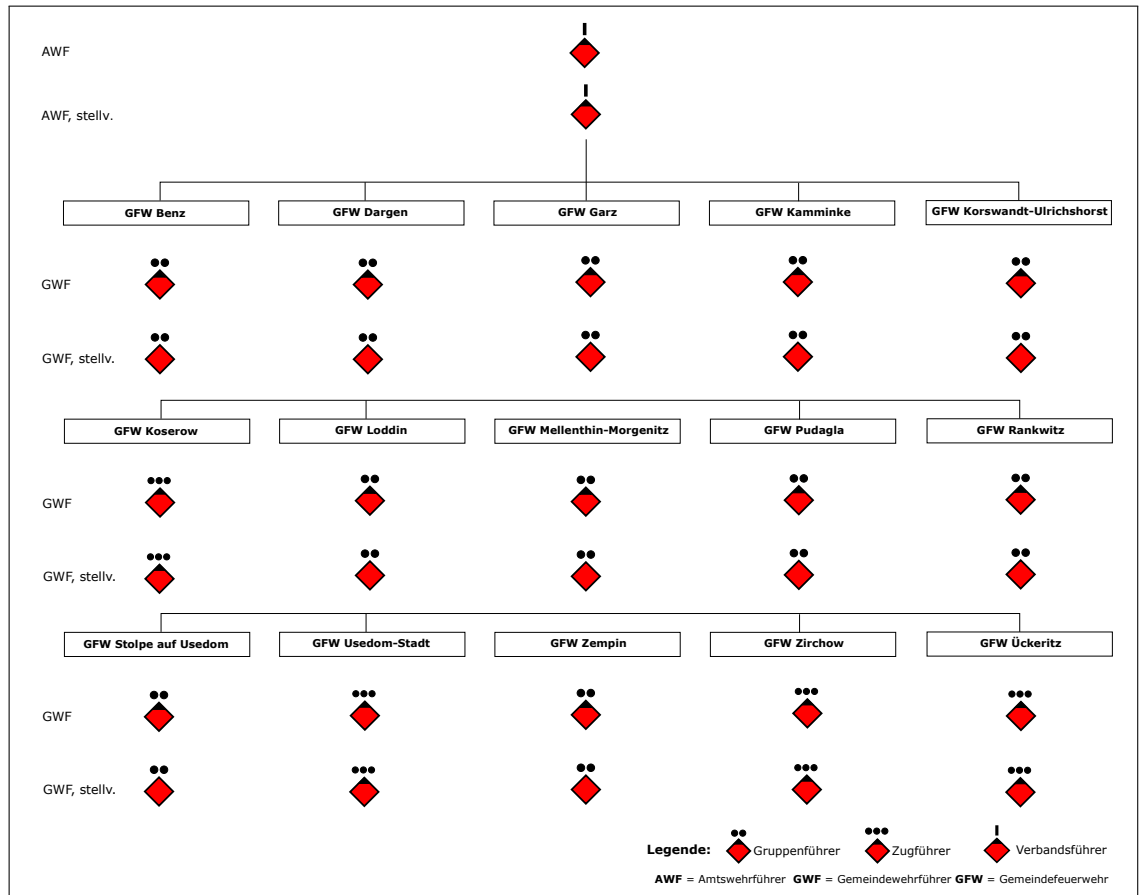 AWF
AWF, stellv.
GFW Benz GFW Dargen GFW Garz GFW Kamminke GFW Korswandt-Ulrichshorst
GWF
GWF, stellv.
GFW Koserow GFW Loddin GFW Mellenthin-Morgenitz GFW Pudagla GFW Rankwitz
GWF
GWF, stellv.
GFW Stolpe auf Usedom GFW Usedom-Stadt GFW Zempin GFW Zirchow GFW Ückeritz
GWF
GWF, stellv.
Legende: Gruppenführer Zugführer Verbandsführer
AWF = Amtswehrführer GWF = Gemeindewehrführer GFW = Gemeindefeuerwehr